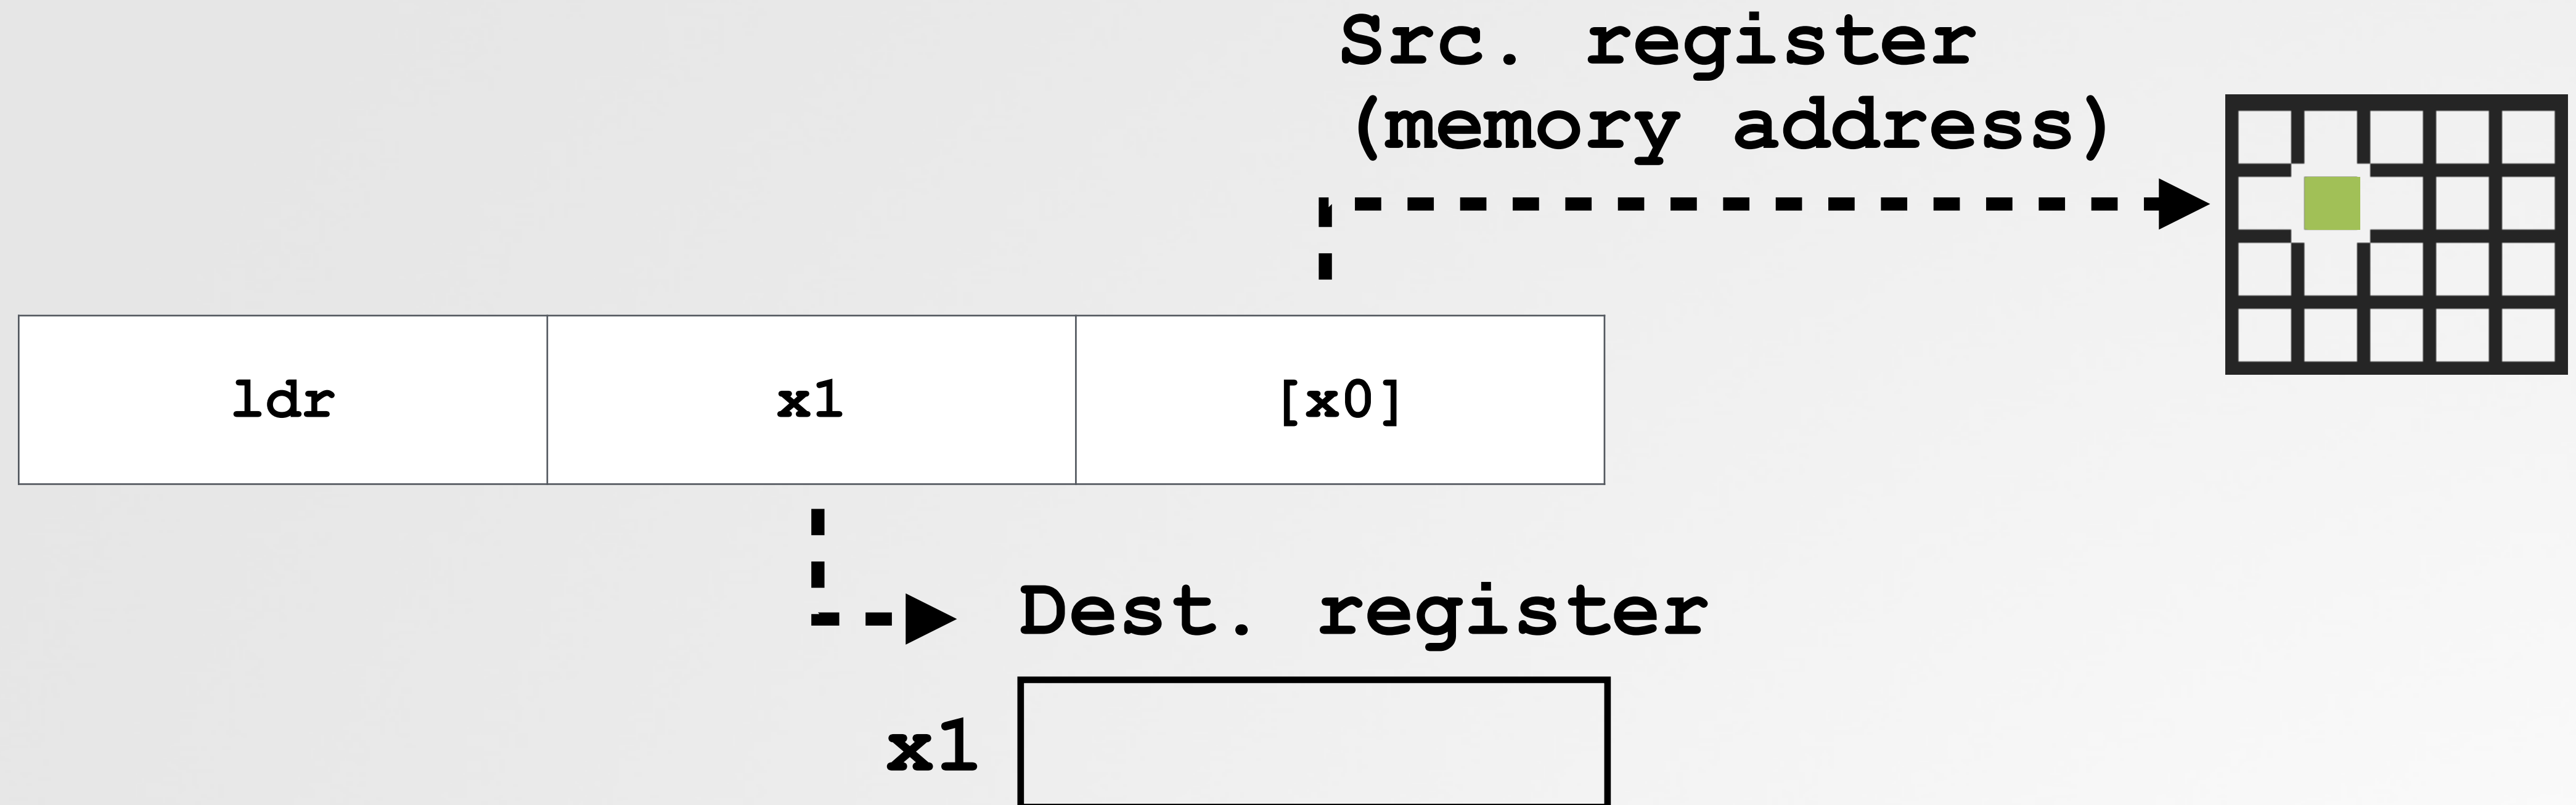 Src. register
(memory address)
ldr x1 [x0]
Dest. register
x1